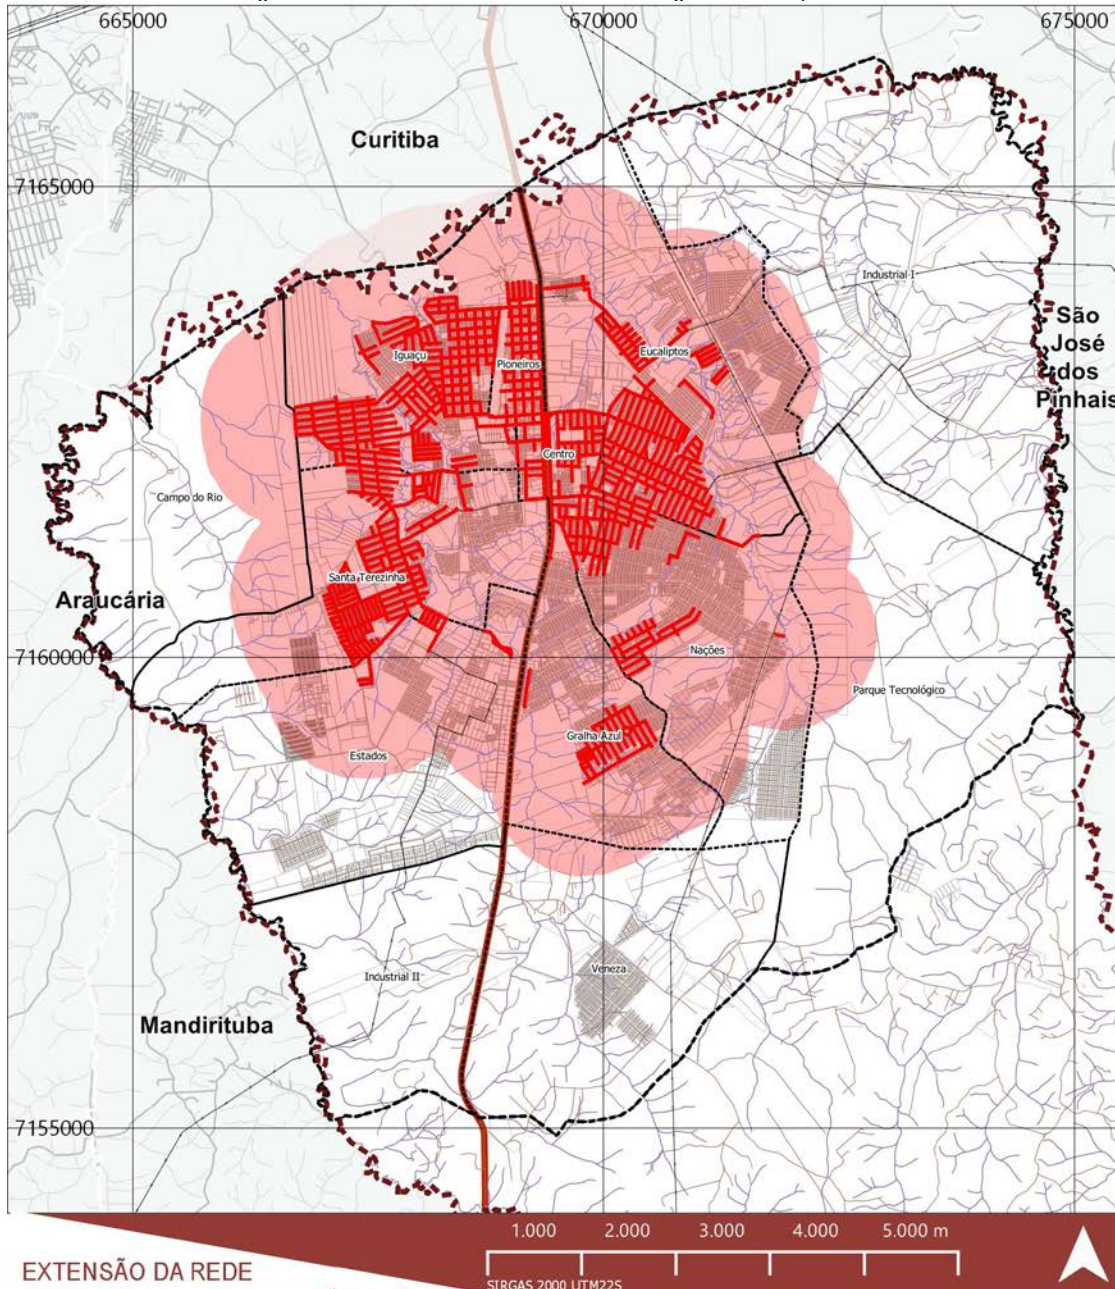 665000
670000
675000
Curitiba
7165000
Industrial I
São
José
dos
Pinhais
Iguaçu
Pioneiros
Eucaliptos
Centro
Campo do Rio
Santa Terezinha
Araucária
Nações
7160000
Parque Tecnológico
Gralha Azul
Estados
Veneza
Industrial II
Mandirituba
7155000
1.000 2.000 3.000 4.000 5.000 m
EXTENSÃO DA REDE
SIRGAS 2000 UTM22S